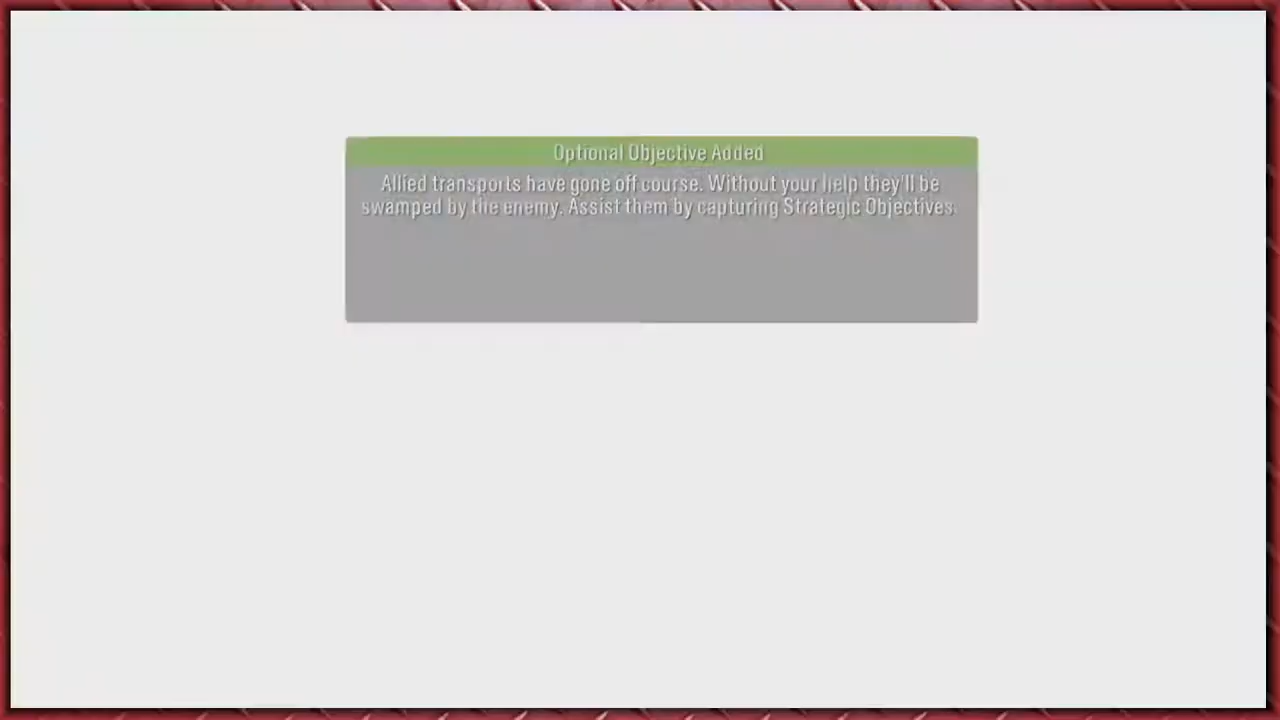 Optional Objective Added
Allied transports have gone off course. Without your help they'll be
swamped by the enemy. Assist them by capturing Strategic Objectives.